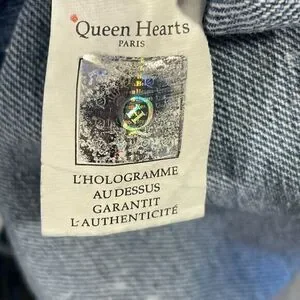 Queen Hearts
PARIS
L'HOLOGRAMME
AU DESSUS
GARANTIT
L'AUTHENTICITÉ